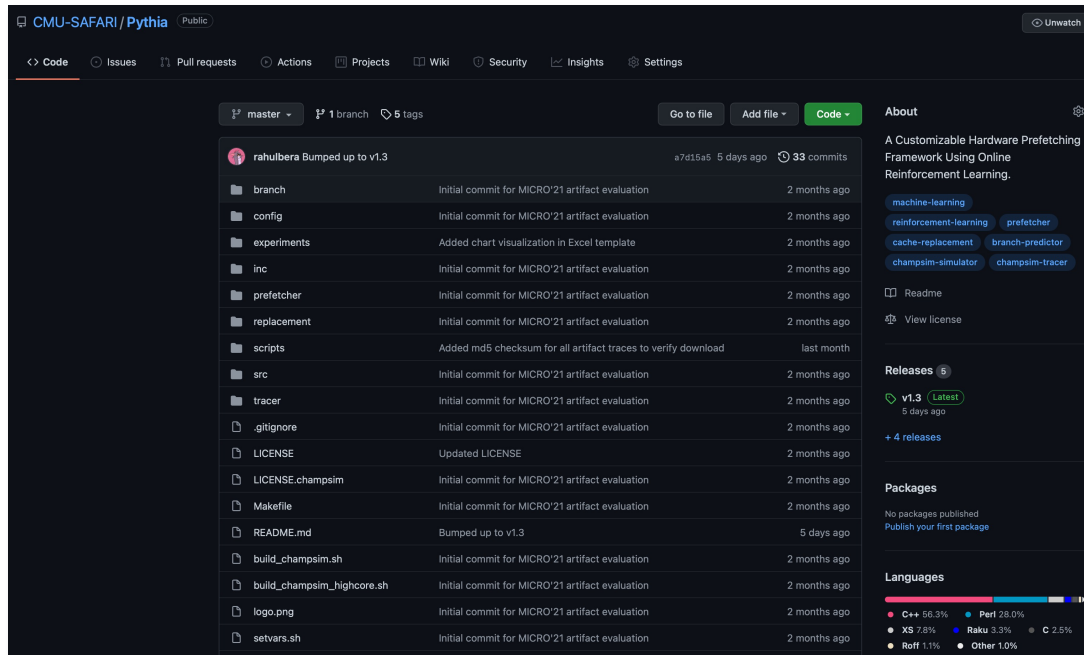 CMU-SAFARI / Pythia Public
Unwatch
Code Issues Pull requests Actions Projects Wiki Security Insights Settings
master 1 branch 5 tags Go to file Add file Code
rahulbera Bumped up to v1.3 a7d15a5 5 days ago 33 commits
branch Initial commit for MICRO'21 artifact evaluation 2 months ago
config Initial commit for MICRO'21 artifact evaluation 2 months ago
experiments Added chart visualization in Excel template 2 months ago
inc Initial commit for MICRO'21 artifact evaluation 2 months ago
prefetcher Initial commit for MICRO'21 artifact evaluation 2 months ago
replacement Initial commit for MICRO'21 artifact evaluation 2 months ago
scripts Added md5 checksum for all artifact traces to verify download last month
src Initial commit for MICRO'21 artifact evaluation 2 months ago
tracer Initial commit for MICRO'21 artifact evaluation 2 months ago
.gitignore Initial commit for MICRO'21 artifact evaluation 2 months ago
LICENSE Updated LICENSE 2 months ago
LICENSE.champsim Initial commit for MICRO'21 artifact evaluation 2 months ago
Makefile Initial commit for MICRO'21 artifact evaluation 2 months ago
README.md Bumped up to v1.3 5 days ago
build_champsim.sh Initial commit for MICRO'21 artifact evaluation 2 months ago
build_champsim_highcore.sh Initial commit for MICRO'21 artifact evaluation 2 months ago
logo.png Initial commit for MICRO'21 artifact evaluation 2 months ago
setvars.sh Initial commit for MICRO'21 artifact evaluation 2 months ago
About
A Customizable Hardware Prefetching
Framework Using Online
Reinforcement Learning.
machine-learning
reinforcement-learning prefetcher
cache-replacement branch-predictor
champsim-simulator champsim-tracer
Readme
View license
Releases 5
v1.3 Latest
5 days ago
+ 4 releases
Packages
No packages published
Publish your first package
Languages
C++ 56.3% Perl 28.0%
XS 7.8% Raku 3.3% C 2.5%
Roff 1.1% Other 1.0%